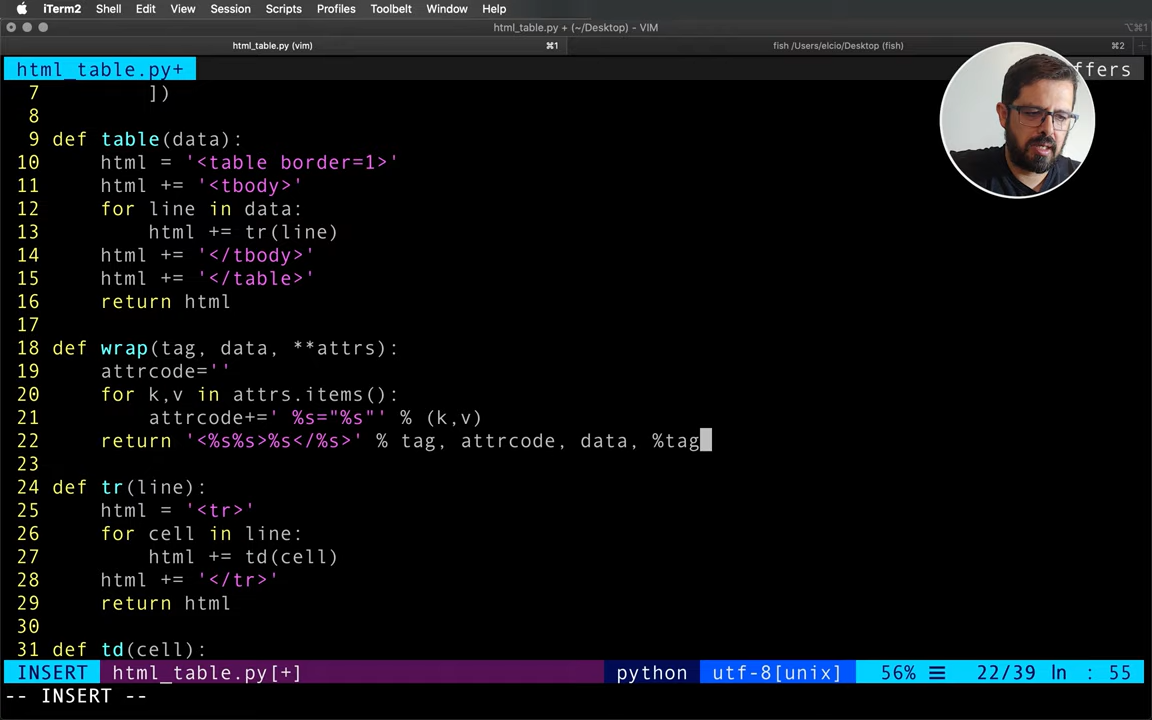 iTerm2 Shell Edit View Session Scripts Profiles Toolbelt Window Help
html_table.py + (~/Desktop) - VIM ⌥⌘1
html_table.py (vim) ⌘1 fish /Users/elcio/Desktop (fish) ⌘2 +
html_table.py+ ffers
7         ])
8
9 def table(data):
10     html = '<table border=1>'
11     html += '<tbody>'
12     for line in data:
13         html += tr(line)
14     html += '</tbody>'
15     html += '</table>'
16     return html
17
18 def wrap(tag, data, **attrs):
19     attrcode=''
20     for k,v in attrs.items():
21         attrcode+=' %s="%s"' % (k,v)
22     return '<%s%s>%s</%s>' % tag, attrcode, data, %tag
23
24 def tr(line):
25     html = '<tr>'
26     for cell in line:
27         html += td(cell)
28     html += '</tr>'
29     return html
30
31 def td(cell):
INSERT html_table.py[+] python utf-8[unix] 56% ☰ 22/39 ln : 55
-- INSERT --